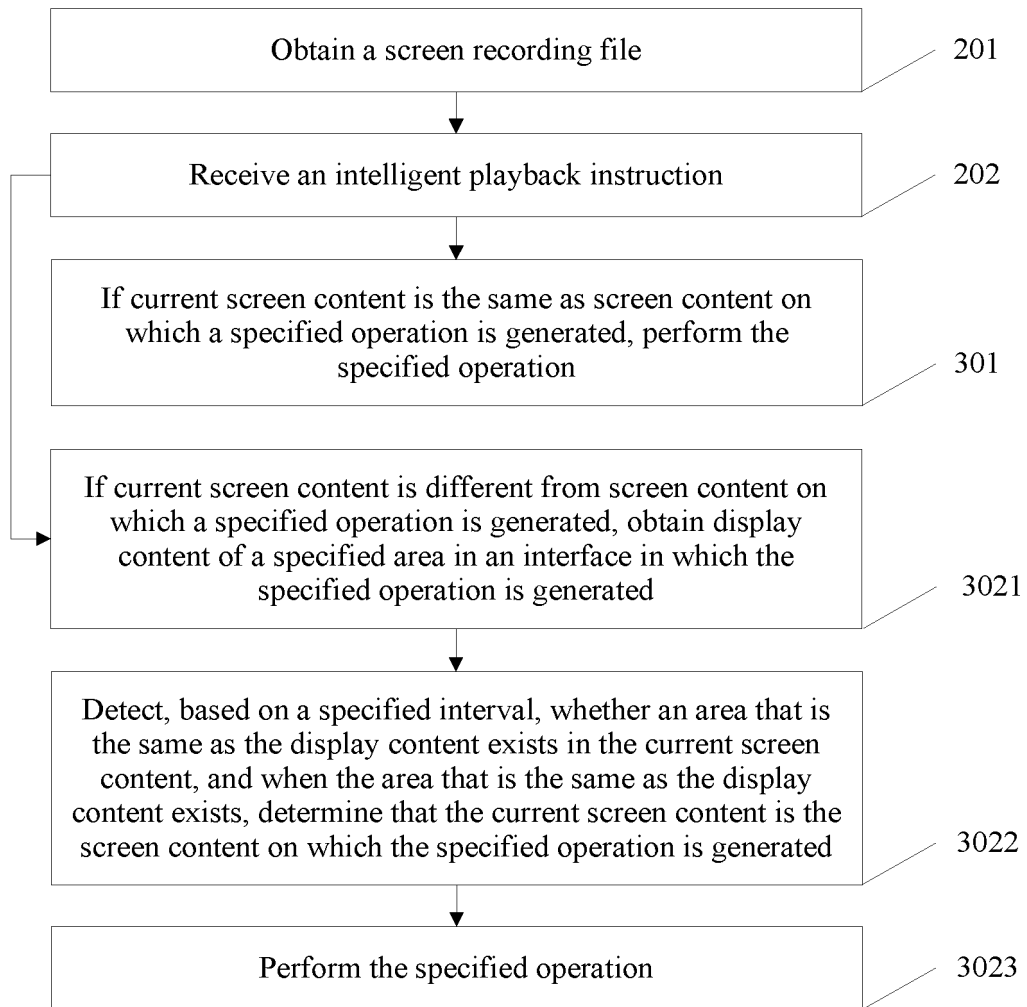 Obtain a screen recording file
201
Receive an intelligent playback instruction
202
If current screen content is the same as screen content on
which a specified operation is generated, perform the
specified operation
301
If current screen content is different from screen content on
which a specified operation is generated, obtain display
content of a specified area in an interface in which the
specified operation is generated
3021
Detect, based on a specified interval, whether an area that is
the same as the display content exists in the current screen
content, and when the area that is the same as the display
content exists, determine that the current screen content is the
screen content on which the specified operation is generated
3022
Perform the specified operation
3023